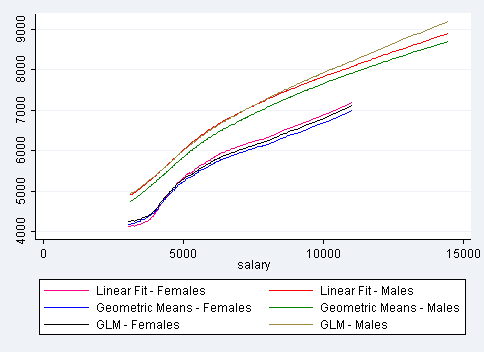 9000
8000
7000
6000
5000
4000
0 5000 10000 15000
salary
Linear Fit - Females Linear Fit - Males
Geometric Means - Females Geometric Means - Males
GLM - Females GLM - Males